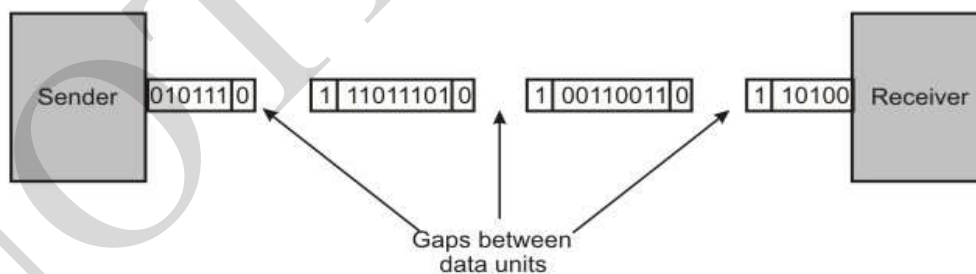 Sender 010111 0 1 11011101 0 1 00110011 0 1 10100 Receiver
Gaps between
data units